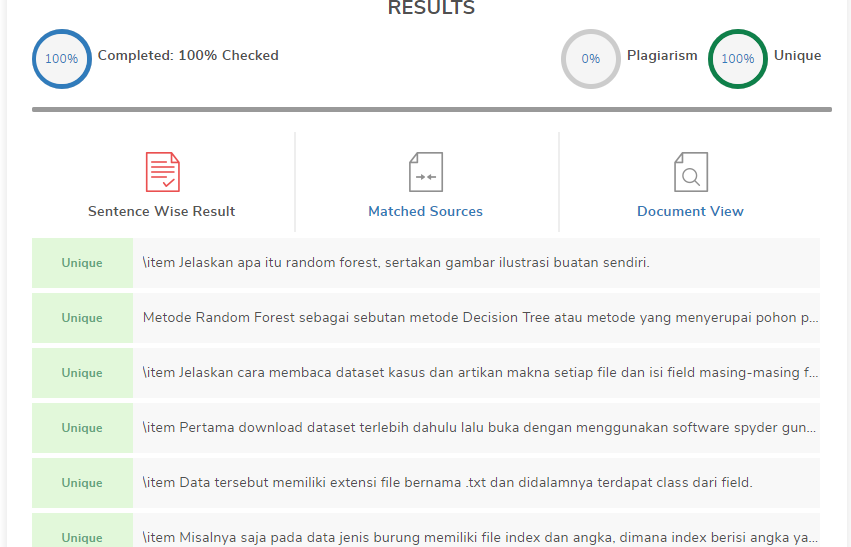 RESULTS
100% Completed: 100% Checked 0% Plagiarism 100% Unique
Sentence Wise Result Matched Sources Document View
Unique \item Jelaskan apa itu random forest, sertakan gambar ilustrasi buatan sendiri.
Unique Metode Random Forest sebagai sebutan metode Decision Tree atau metode yang menyerupai pohon p...
Unique \item Jelaskan cara membaca dataset kasus dan artikan makna setiap file dan isi field masing-masing f...
Unique \item Pertama download dataset terlebih dahulu lalu buka dengan menggunakan software spyder gun...
Unique \item Data tersebut memiliki extensi file bernama .txt dan didalamnya terdapat class dari field.
Unique \item Misalnya saja pada data jenis burung memiliki file index dan angka, dimana index berisi angka ya...